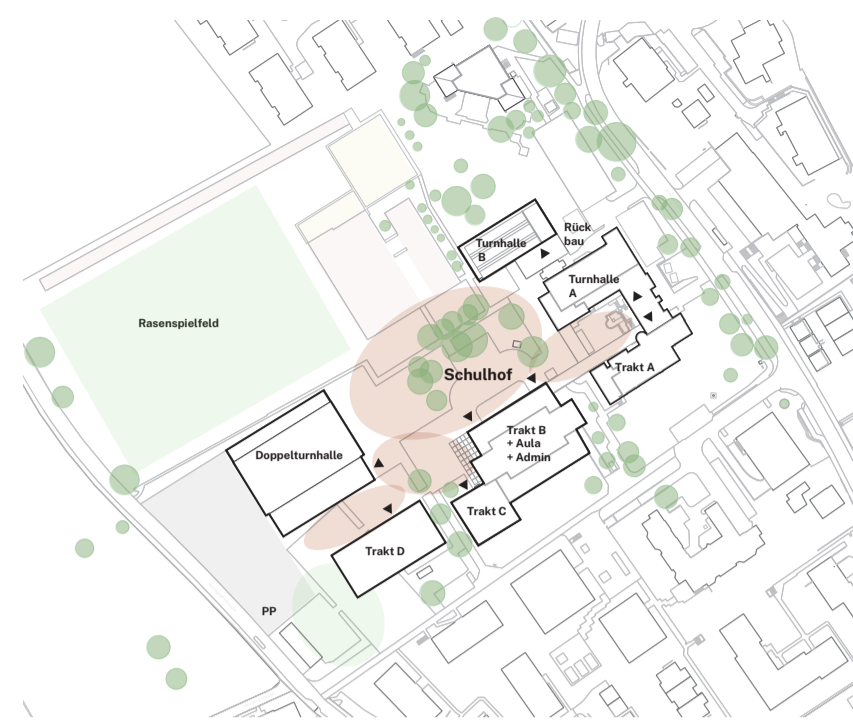 Rück
bau
Turnhalle
B
Turnhalle
A
Rasenspielfeld
Trakt A
Schulhof
Trakt B
+ Aula
+ Admin
Doppelturnhalle
Trakt C
Trakt D
PP